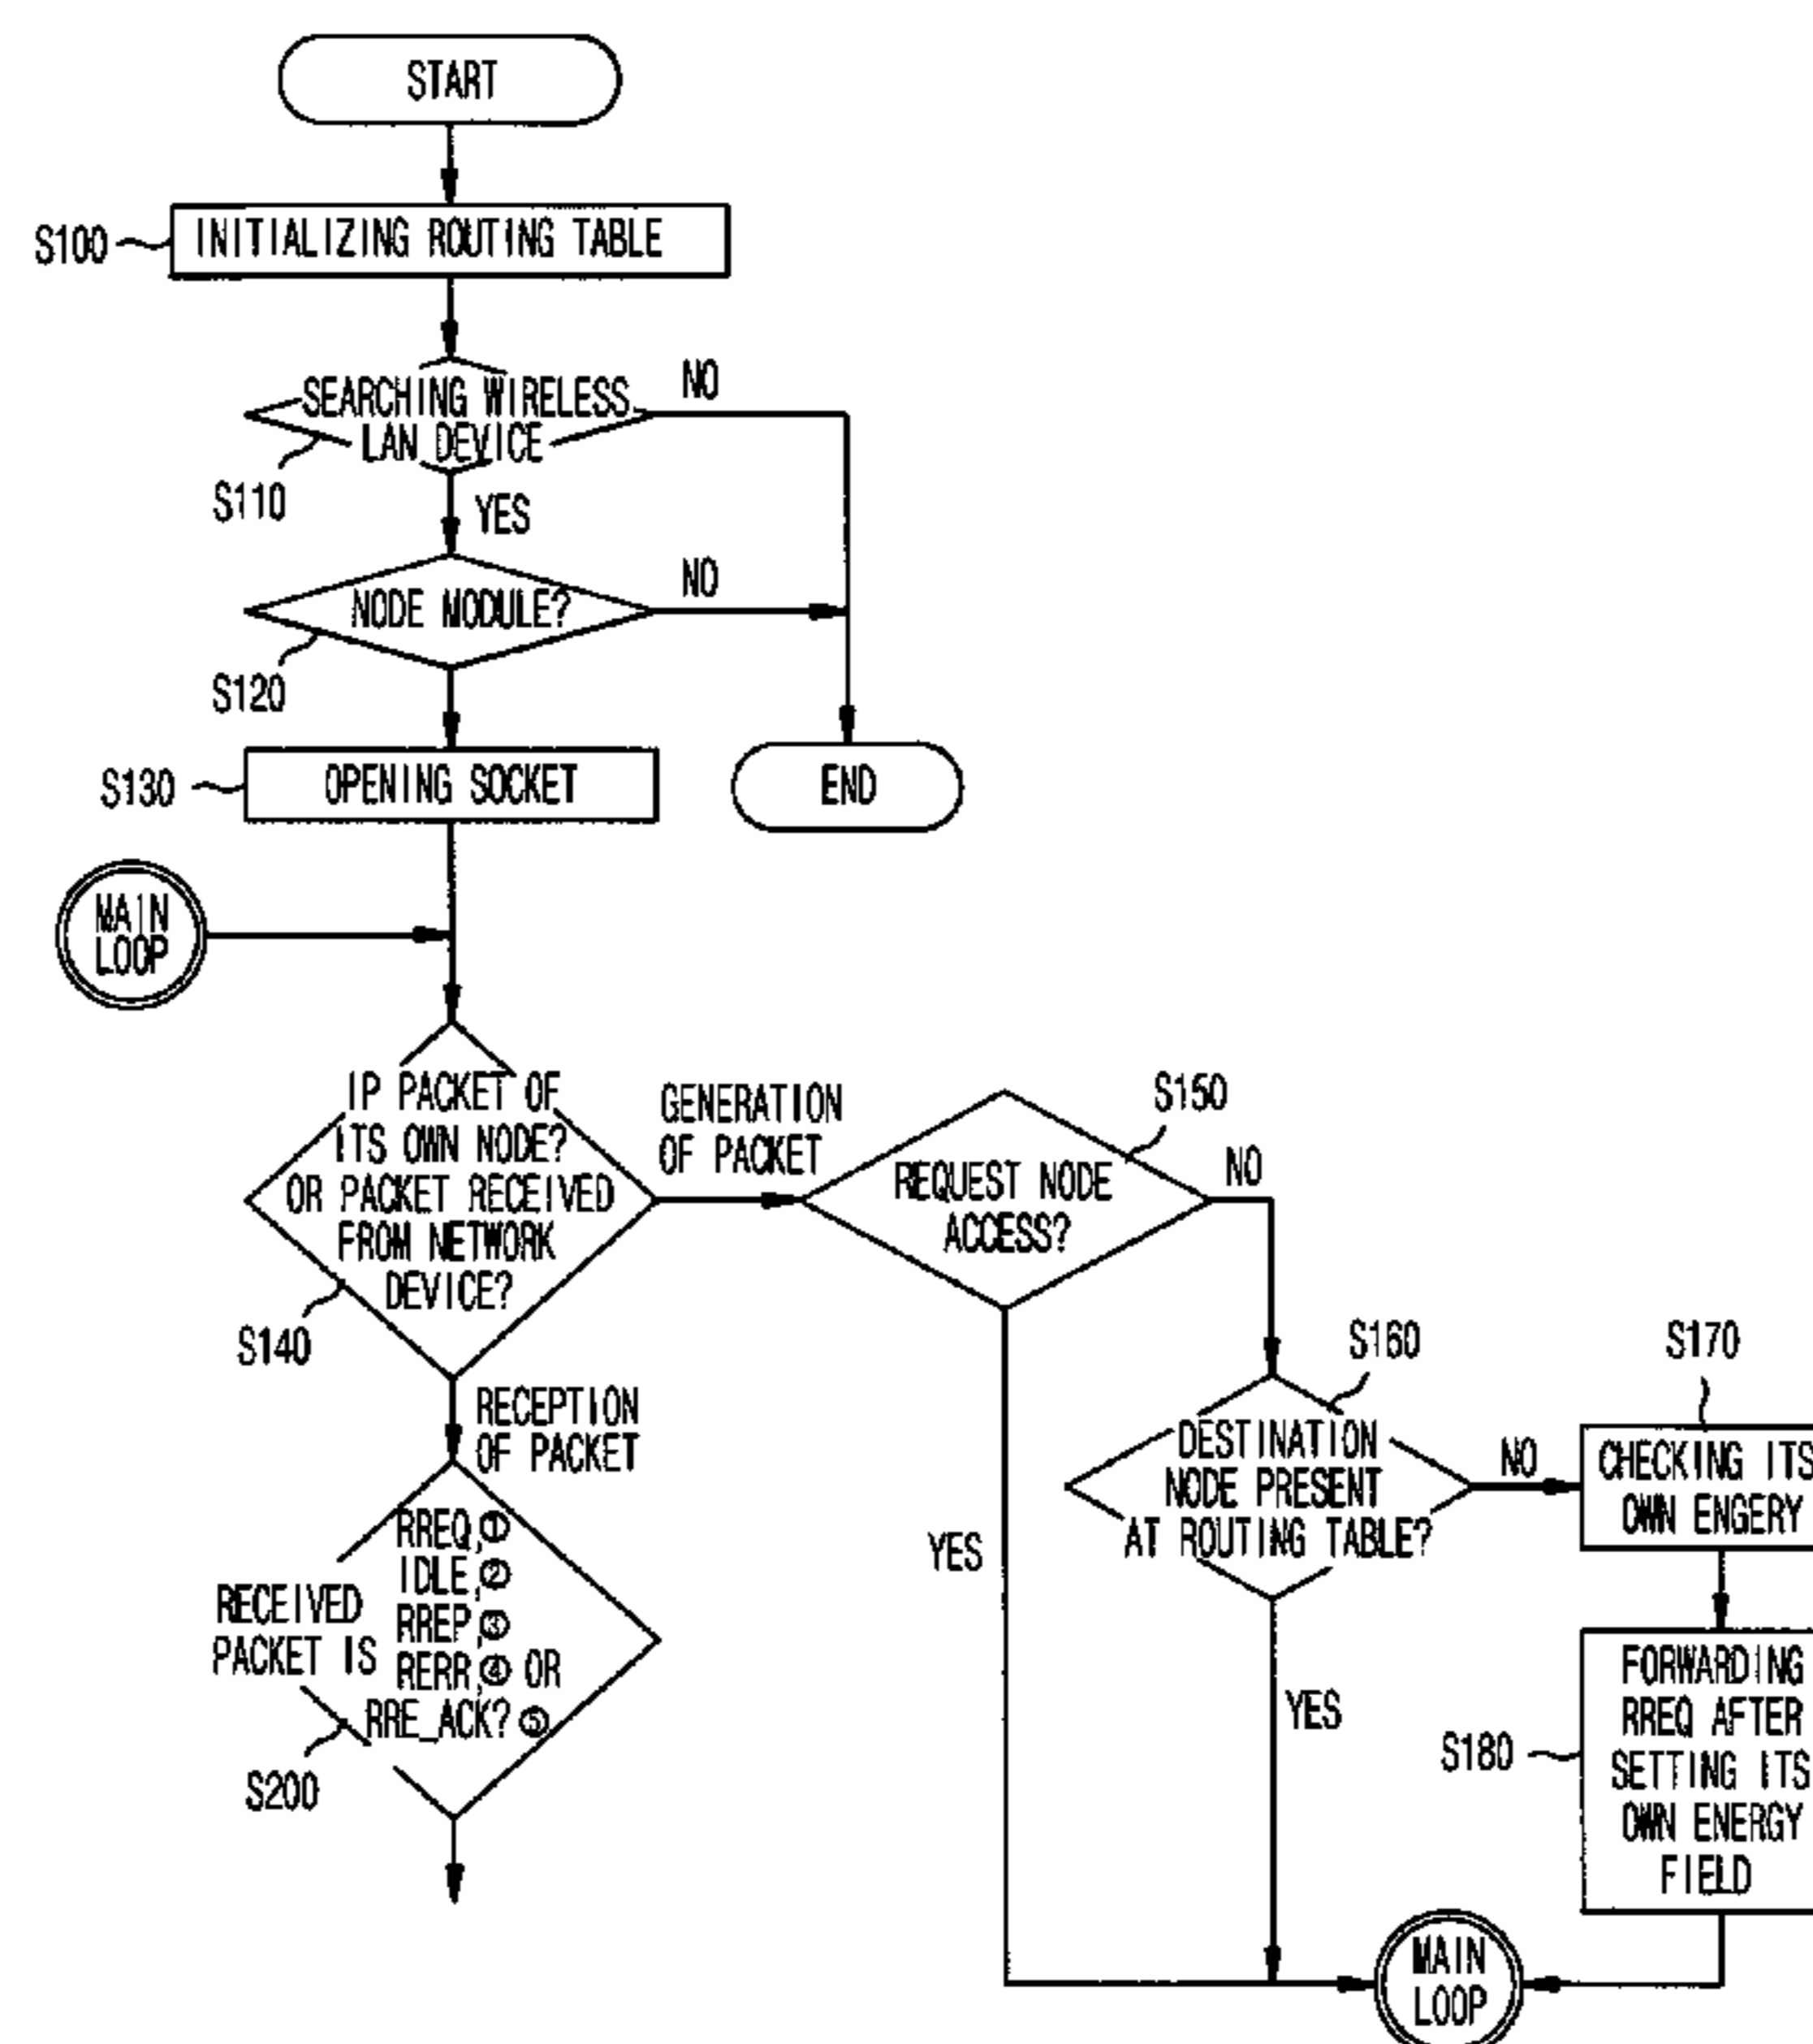 START
S100
INITIALIZING ROUTING TABLE
SEARCHING WIRELESS
LAN DEVICE
NO
S110
YES
NODE MODULE?
NO
S120
S130
OPENING SOCKET
END
MAIN
LOOP
IP PACKET OF
ITS OWN NODE?
OR PACKET RECEIVED
FROM NETWORK
DEVICE?
S140
GENERATION
OF PACKET
S150
REQUEST NODE
ACCESS?
NO
YES
RECEPTION
OF PACKET
S160
DESTINATION
NODE PRESENT
AT ROUTING TABLE?
NO
YES
S170
CHECKING ITS
OWN ENGERY
RECEIVED
PACKET IS
RREQ,①
IDLE,②
RREP,③
RERR,④ OR
RRE_ACK?⑤
S200
S180
FORWARDING
RREQ AFTER
SETTING ITS
OWN ENERGY
FIELD
MAIN
LOOP